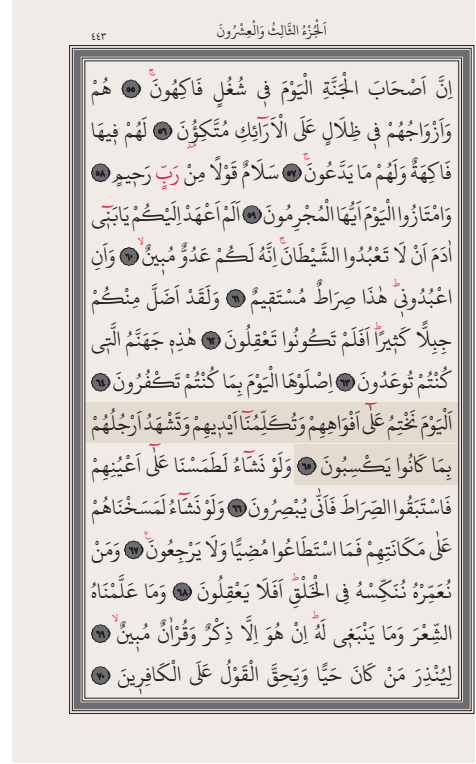 ٤٤٣ اَلْجُزْءُ الثَّالِثُ وَالْعِشْرُونَ
اِنَّ اَصْحَابَ الْجَنَّةِ الْيَوْمَ فٖي شُغُلٍ فَاكِهُونَۚ ﴿٥٥﴾ هُمْ
وَاَزْوَاجُهُمْ فٖي ظِلَالٍ عَلَى الْاَرَٓائِكِ مُتَّكِؤُ۫نَ ﴿٥٦﴾ لَهُمْ فٖيهَا
فَاكِهَةٌ وَلَهُمْ مَا يَدَّعُونَۚ ﴿٥٧﴾ سَلَامٌ قَوْلًا مِنْ رَبٍّ رَحٖيمٍ ﴿٥٨﴾
وَامْتَازُوا الْيَوْمَ اَيُّهَا الْمُجْرِمُونَ ﴿٥٩﴾ اَلَمْ اَعْهَدْ اِلَيْكُمْ يَا بَنٖٓي
اٰدَمَ اَنْ لَا تَعْبُدُوا الشَّيْطَانَۚ اِنَّهُ لَكُمْ عَدُوٌّ مُبٖينٌۙ ﴿٦٠﴾ وَاَنِ
اعْبُدُونٖيؕ هٰذَا صِرَاطٌ مُسْتَقٖيمٌ ﴿٦١﴾ وَلَقَدْ اَضَلَّ مِنْكُمْ
جِبِلًّا كَثٖيرًاؕ اَفَلَمْ تَكُونُوا تَعْقِلُونَ ﴿٦٢﴾ هٰذِهٖ جَهَنَّمُ الَّتٖي
كُنْتُمْ تُوعَدُونَ ﴿٦٣﴾ اِصْلَوْهَا الْيَوْمَ بِمَا كُنْتُمْ تَكْفُرُونَ ﴿٦٤﴾
اَلْيَوْمَ نَخْتِمُ عَلٰٓى اَفْوَاهِهِمْ وَتُكَلِّمُنَٓا اَيْدٖيهِمْ وَتَشْهَدُ اَرْجُلُهُمْ
بِمَا كَانُوا يَكْسِبُونَ ﴿٦٥﴾ وَلَوْ نَشَٓاءُ لَطَمَسْنَا عَلٰٓى اَعْيُنِهِمْ
فَاسْتَبَقُوا الصِّرَاطَ فَاَنّٰى يُبْصِرُونَ ﴿٦٦﴾ وَلَوْ نَشَٓاءُ لَمَسَخْنَاهُمْ
عَلٰى مَكَانَتِهِمْ فَمَا اسْتَطَاعُوا مُضِيًّا وَلَا يَرْجِعُونَۚ ﴿٦٧﴾ وَمَنْ
نُعَمِّرْهُ نُنَكِّسْهُ فِي الْخَلْقِؕ اَفَلَا يَعْقِلُونَ ﴿٦٨﴾ وَمَا عَلَّمْنَاهُ
الشِّعْرَ وَمَا يَنْبَغٖي لَهُؕ اِنْ هُوَ اِلَّا ذِكْرٌ وَقُرْاٰنٌ مُبٖينٌۙ ﴿٦٩﴾
لِيُنْذِرَ مَنْ كَانَ حَيًّا وَيَحِقَّ الْقَوْلُ عَلَى الْكَافِرٖينَ ﴿٧٠﴾